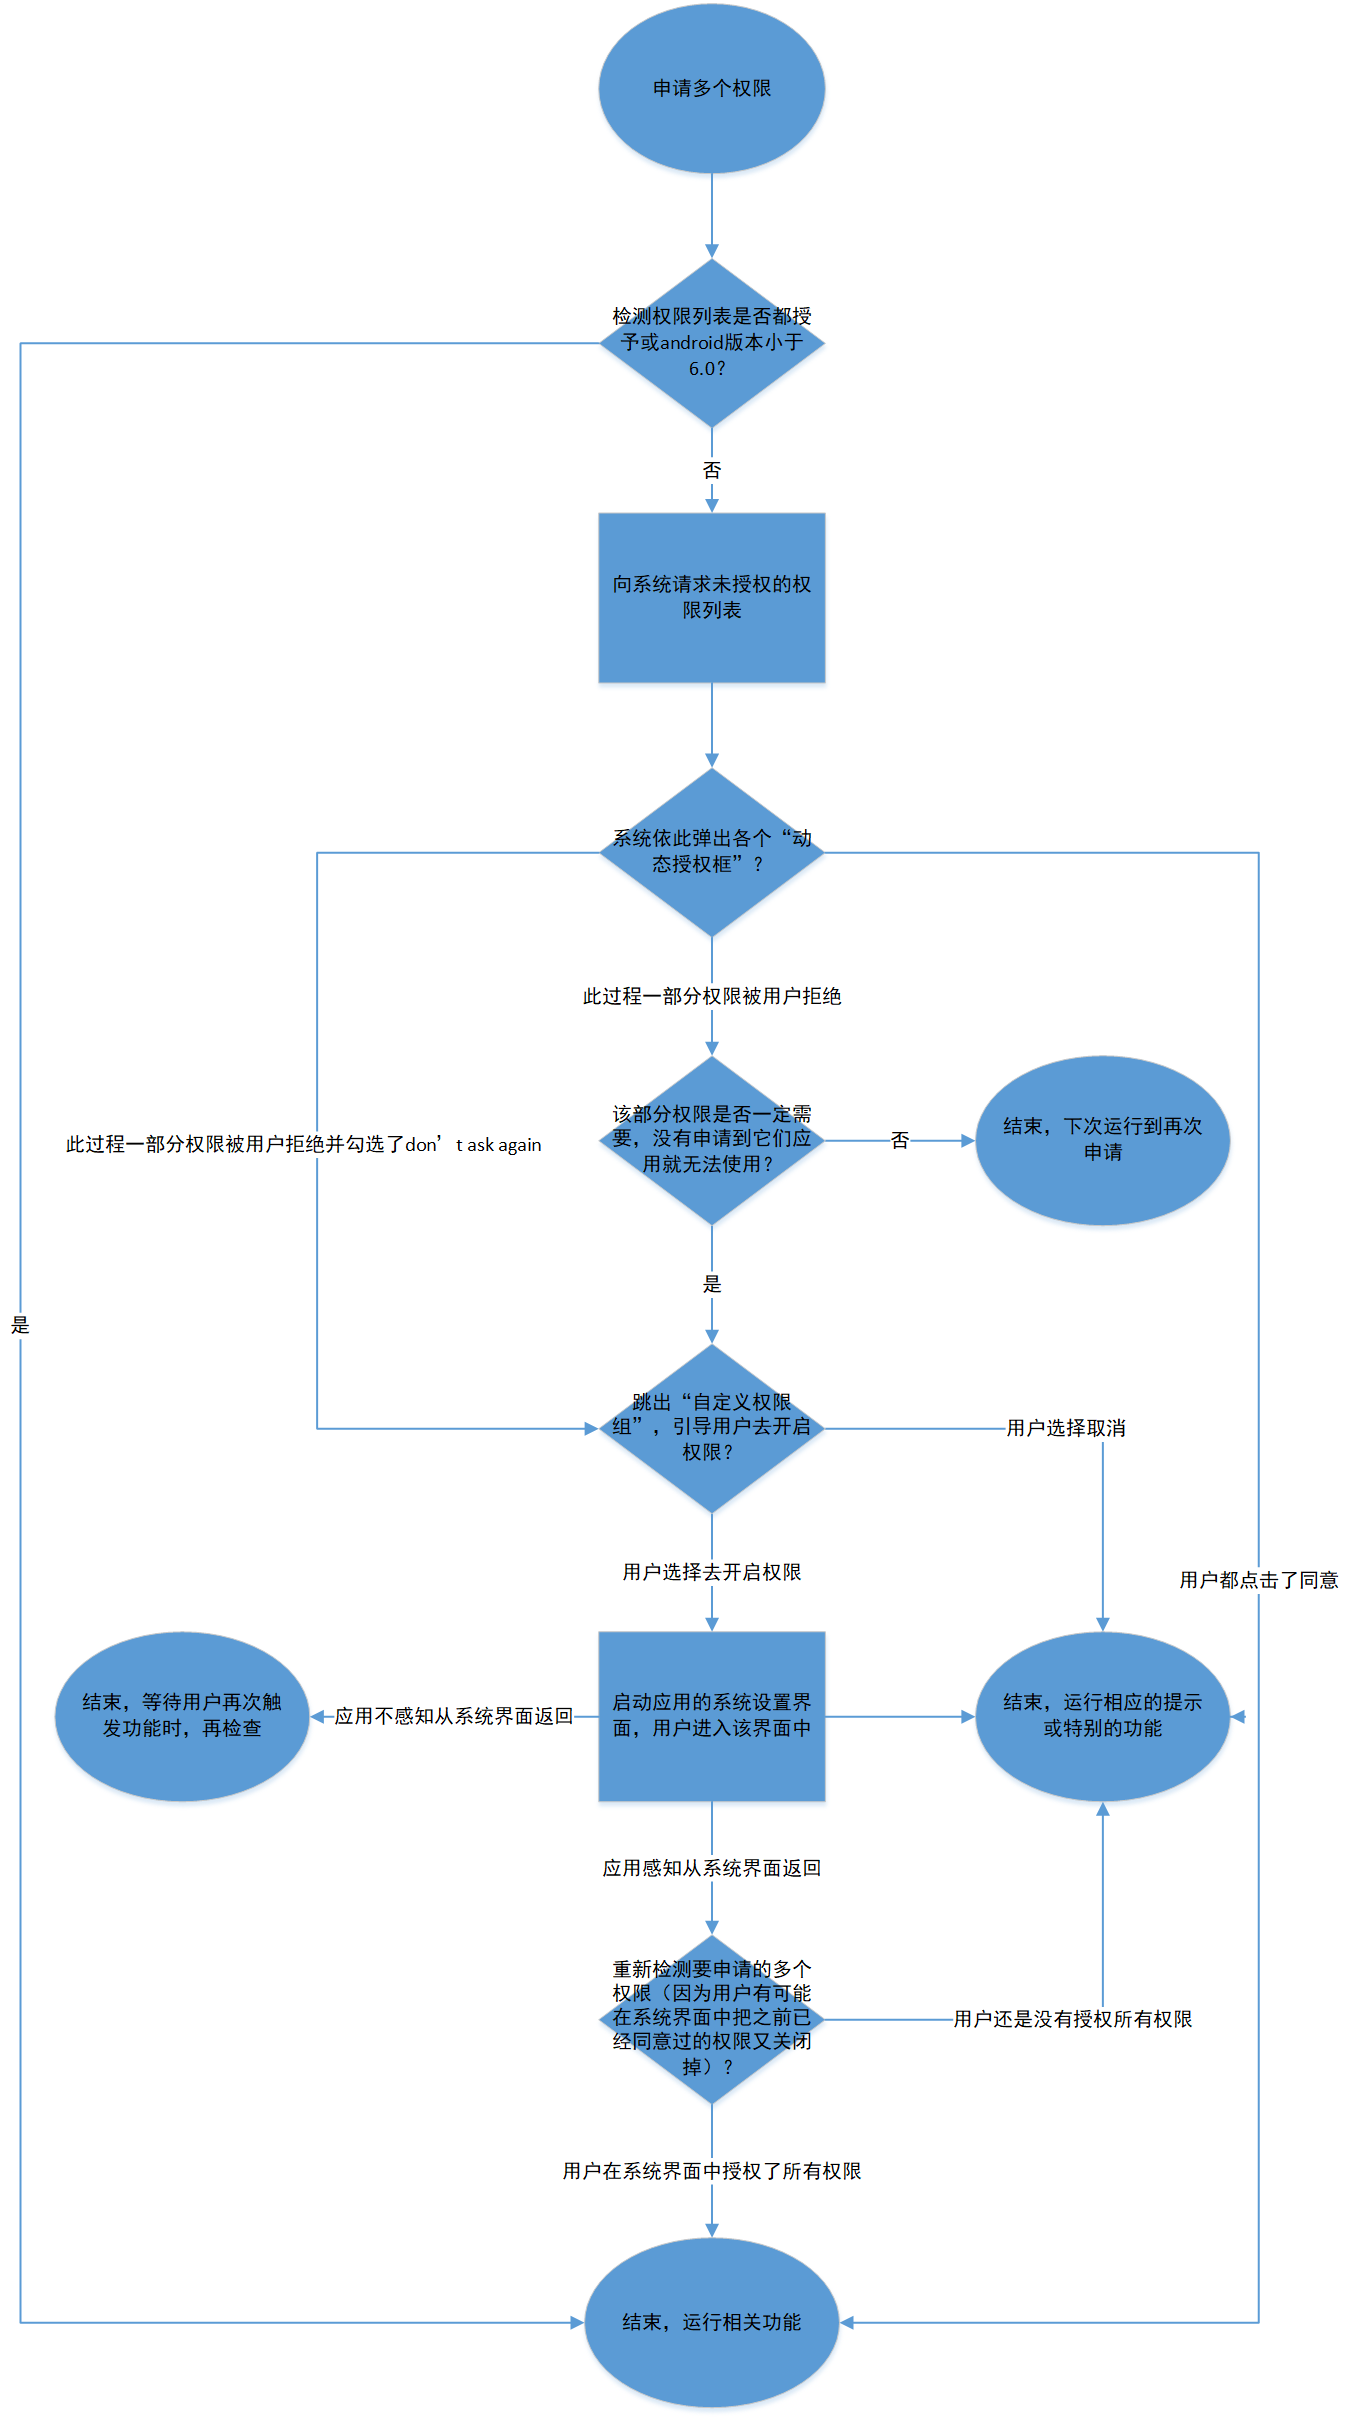 申请多个权限
检测权限列表是否都授
予或android版本小于
6.0？
否
向系统请求未授权的权
限列表
系统依此弹出各个“动
态授权框”？
此过程一部分权限被用户拒绝
该部分权限是否一定需
要，没有申请到它们应
用就无法使用？
否
结束，下次运行到再次
申请
此过程一部分权限被用户拒绝并勾选了don’t ask again
是
是
跳出“自定义权限
组”，引导用户去开启
权限？
用户选择取消
用户选择去开启权限
用户都点击了同意
结束，等待用户再次触
发功能时，再检查
应用不感知从系统界面返回
启动应用的系统设置界
面，用户进入该界面中
结束，运行相应的提示
或特别的功能
应用感知从系统界面返回
重新检测要申请的多个
权限（因为用户有可能
在系统界面中把之前已
经同意过的权限又关闭
掉）？
用户还是没有授权所有权限
用户在系统界面中授权了所有权限
结束，运行相关功能